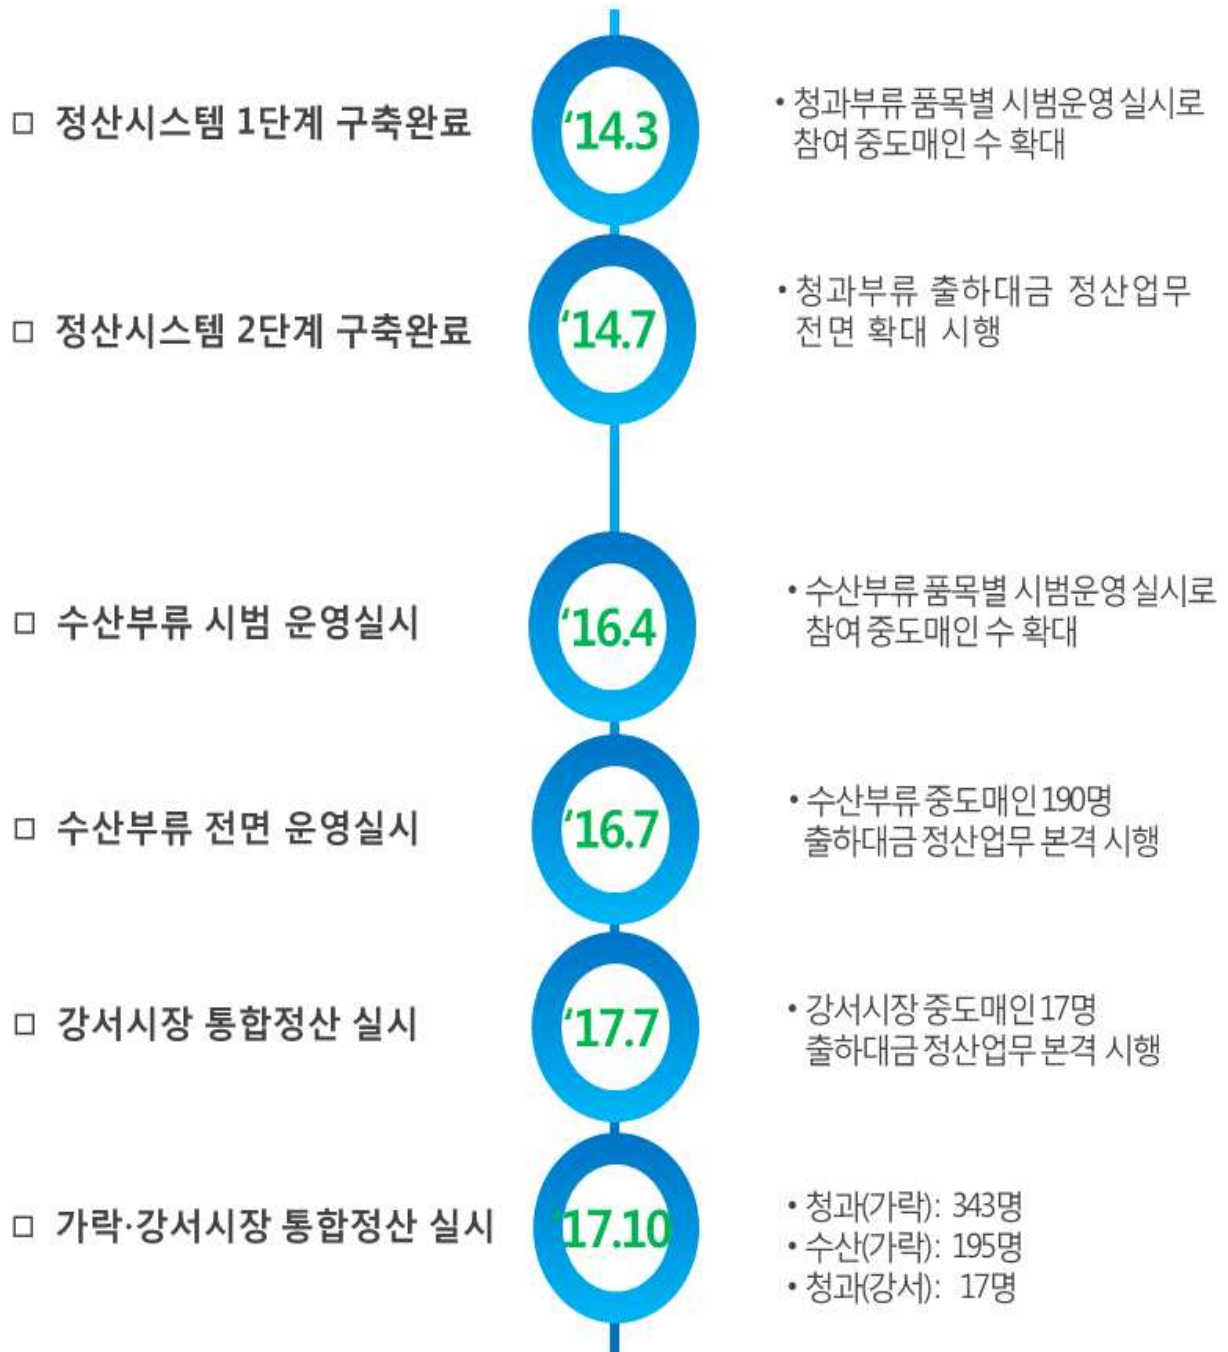 □ 정산시스템 1단계 구축완료
‘14.3
• 청과부류 품목별 시범운영 실시로
참여 중도매인 수 확대
□ 정산시스템 2단계 구축완료
‘14.7
• 청과부류 출하대금 정산업무
전면 확대 시행
□ 수산부류 시범 운영실시
‘16.4
• 수산부류 품목별 시범운영 실시로
참여 중도매인 수 확대
□ 수산부류 전면 운영실시
‘16.7
• 수산부류 중도매인 190명
출하대금 정산업무 본격 시행
□ 강서시장 통합정산 실시
‘17.7
• 강서시장 중도매인 17명
출하대금 정산업무 본격 시행
□ 가락·강서시장 통합정산 실시
‘17.10
• 청과(가락): 343명
• 수산(가락): 195명
• 청과(강서): 17명